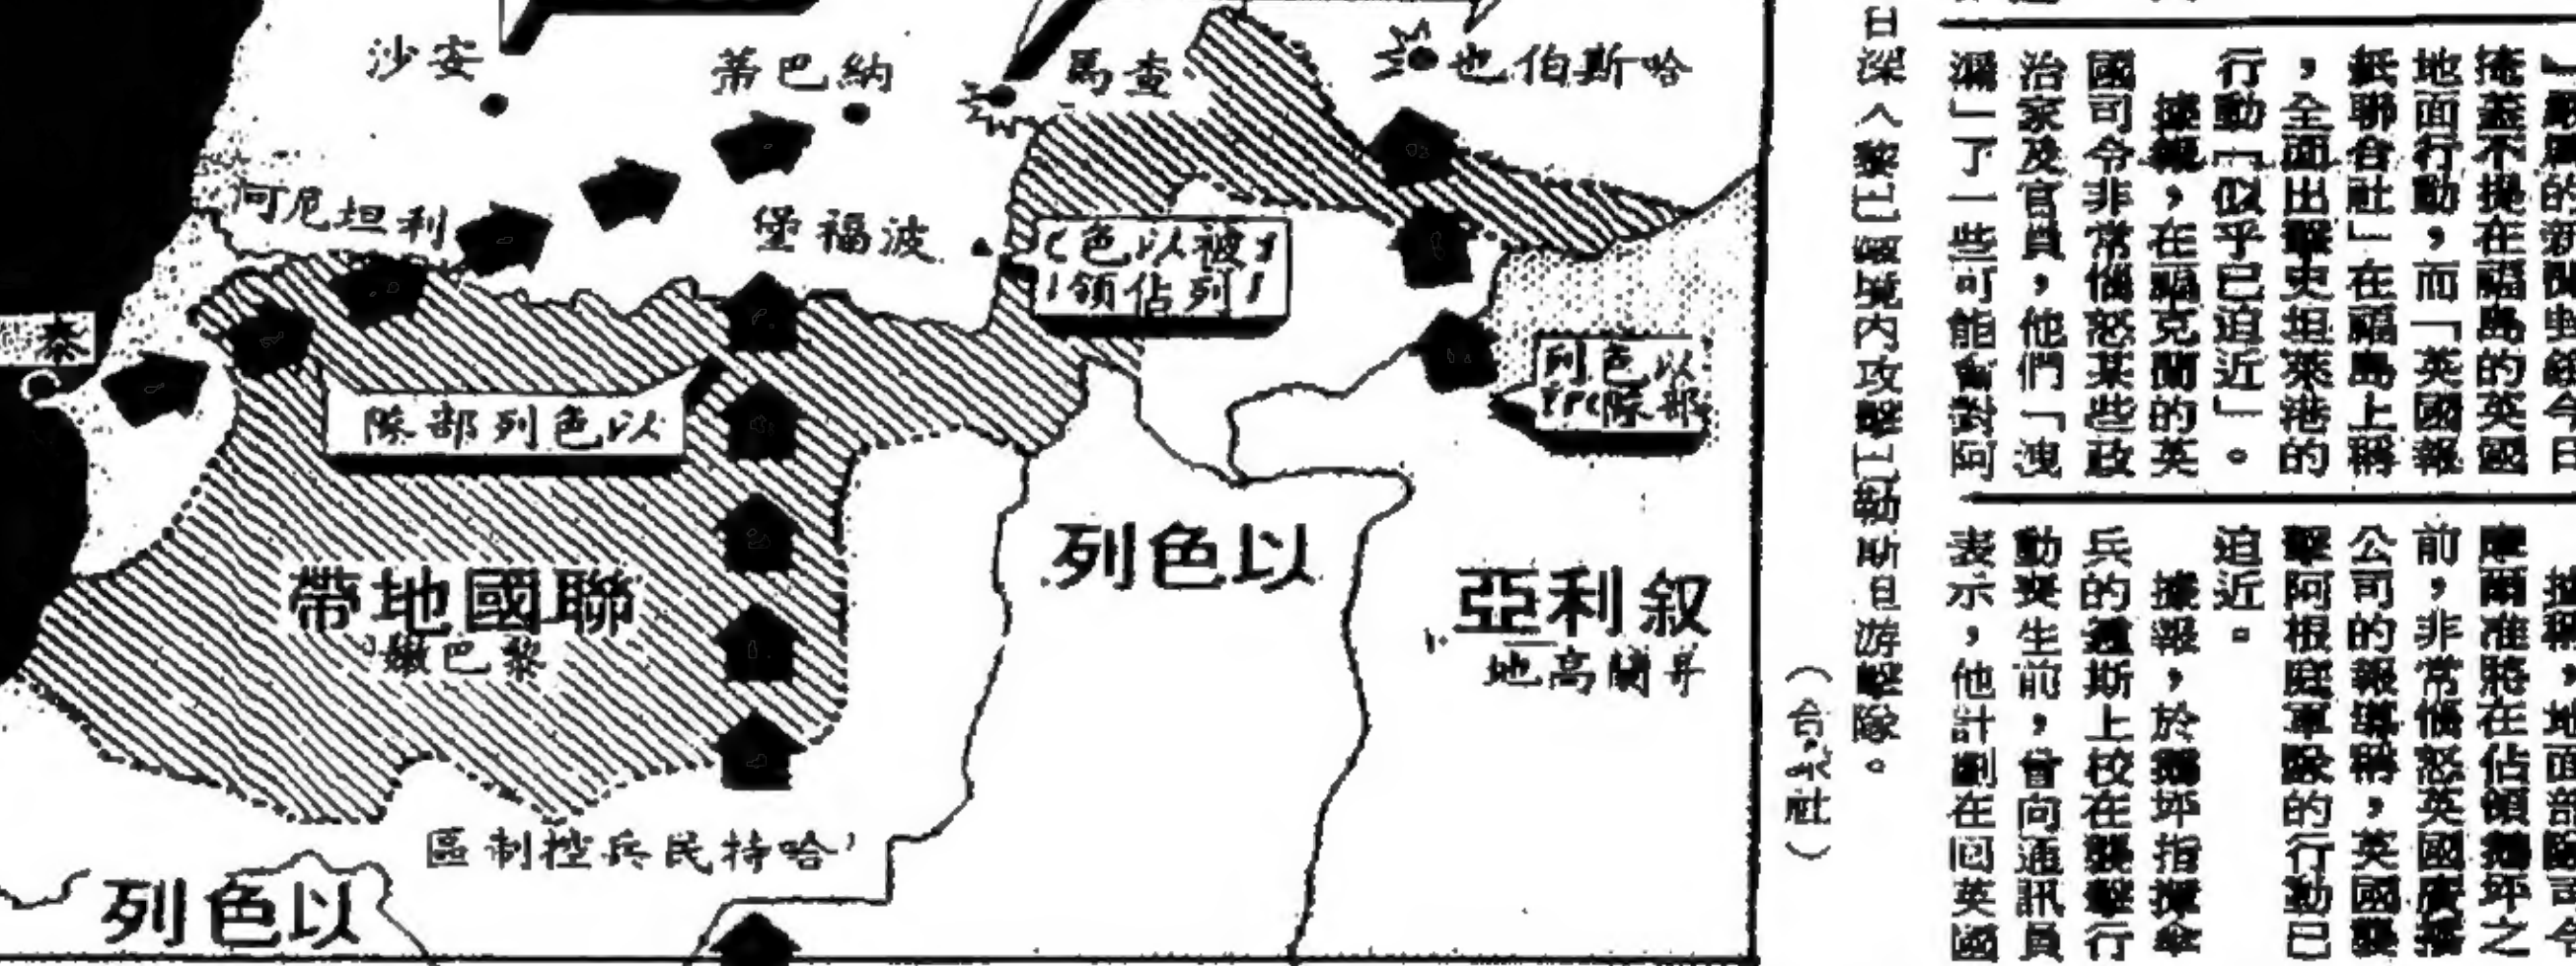 掩蓋不提在福島的英國
地面行動，而「英國報
紙聯合社」在福島上稱
，全面出擊史坦萊港的
行動「似乎已迫近」。
據報，在福克蘭的英
國司令非常惱怒某些政
治家及官員，他們「洩
漏」了一些可能會對阿
據稱，地面部隊司令
摩爾准將在佔領鵝坪之
前，非常惱怒英國廣播
公司的報導稱，英國襲
擊阿根廷軍隊的行動已
迫近。
據報，於鵝坪指揮傘
兵的瓊斯上校在襲擊行
動喪生前，曾向通訊員
表示，他計劃在回英國
日深入黎巴嫩境內攻擊巴勒斯坦游擊隊。
（合眾社）
哈斯伯也
查馬
納巴蒂
安沙
利坦尼河
波福堡
被以色
列佔領
以色列
部隊
以色列部隊
泰
以色列
叙利亞
蘭高地
聯國地帶
黎巴嫩
哈特民兵控制區
以色列